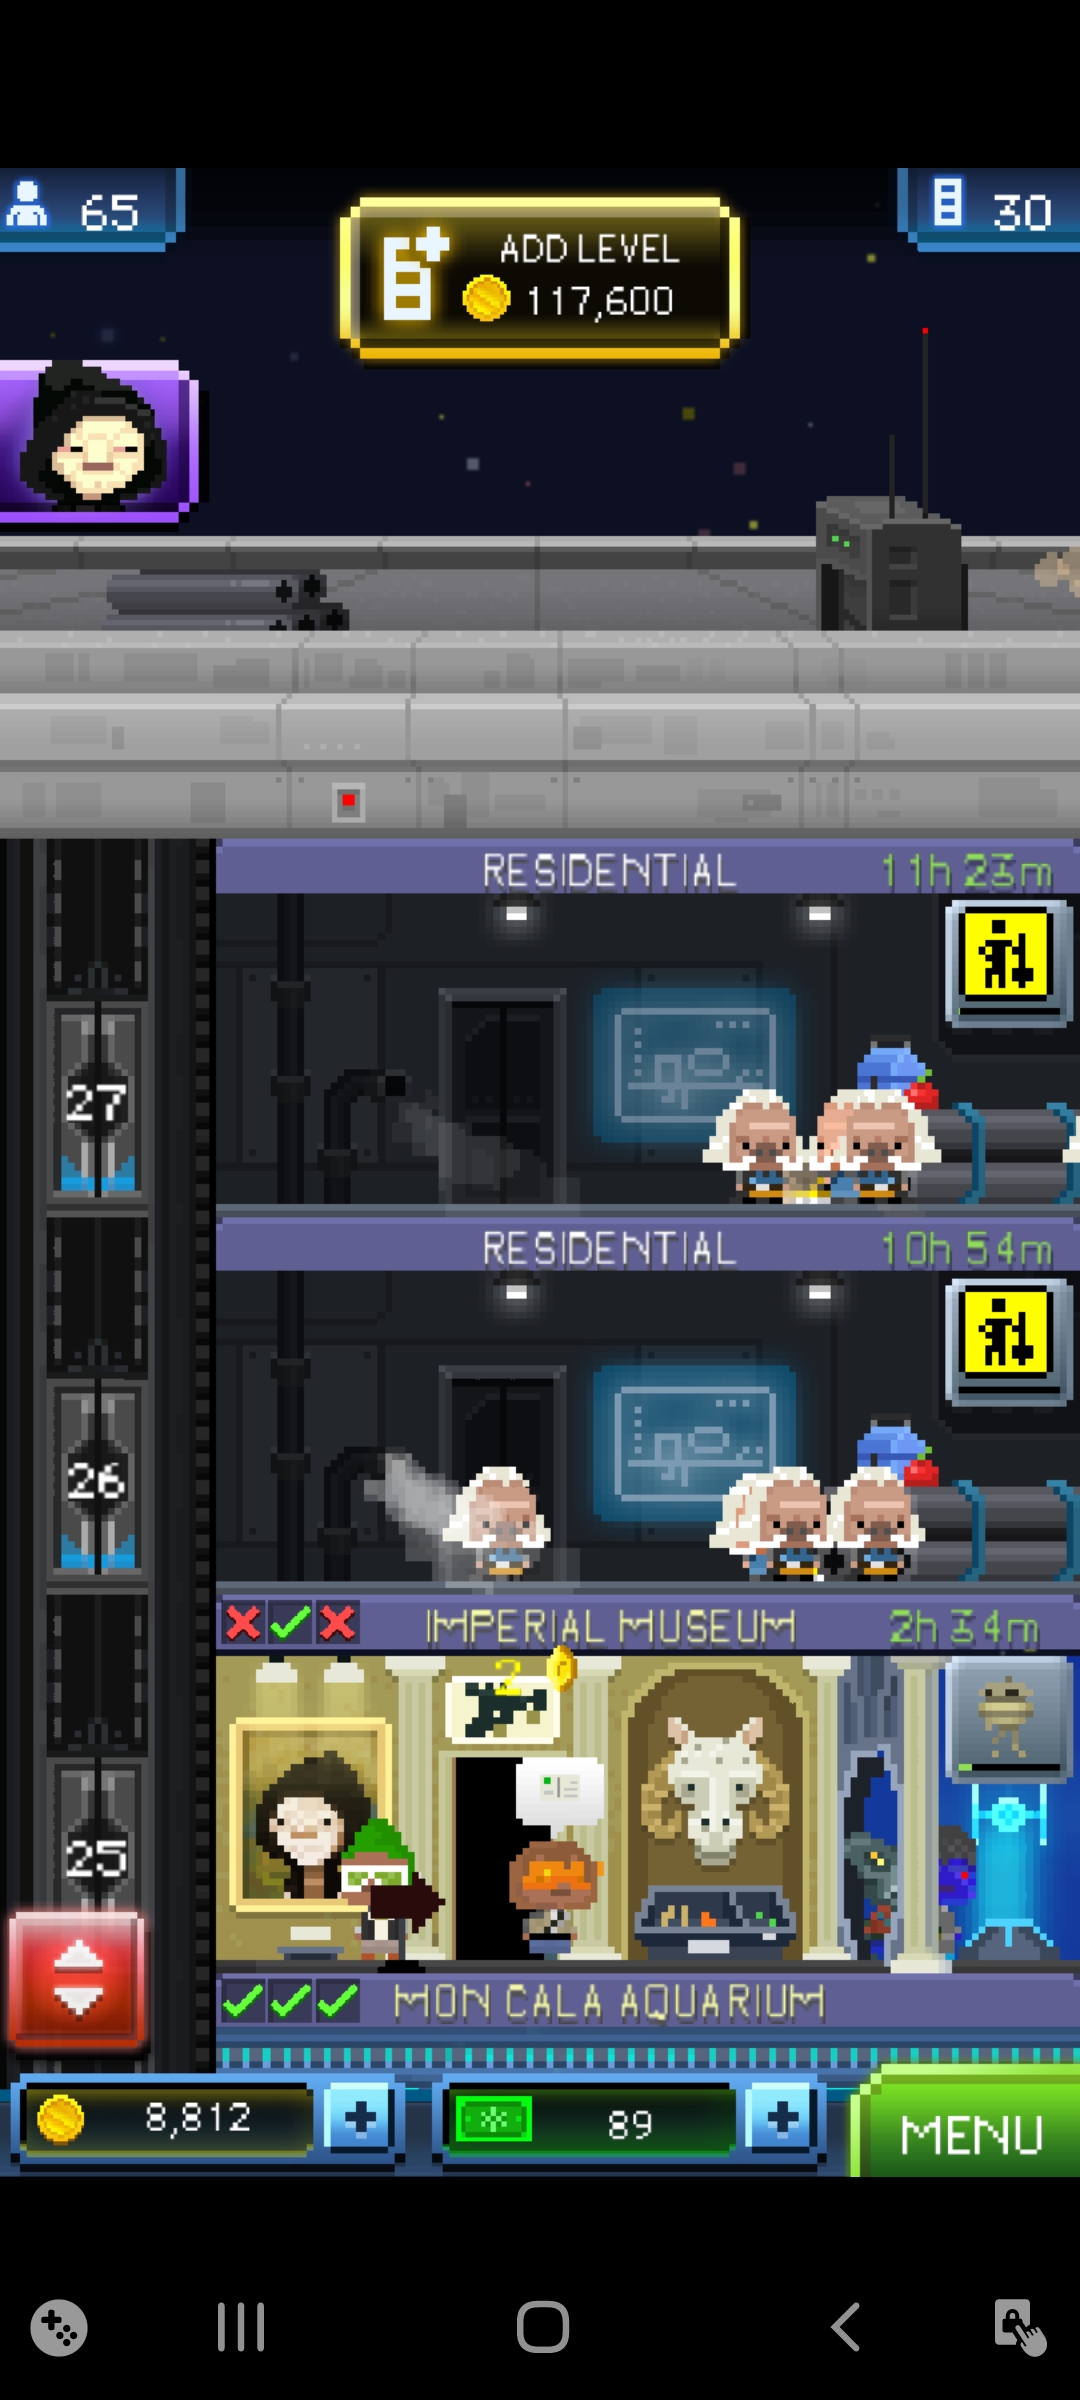 65
ADD LEVEL
117,600
30
RESIDENTIAL 11h 23m
27
RESIDENTIAL 10h 54m
26
IMPERIAL MUSEUM 2h 34m
2
25
MON CALA AQUARIUM
8,812
89
MENU